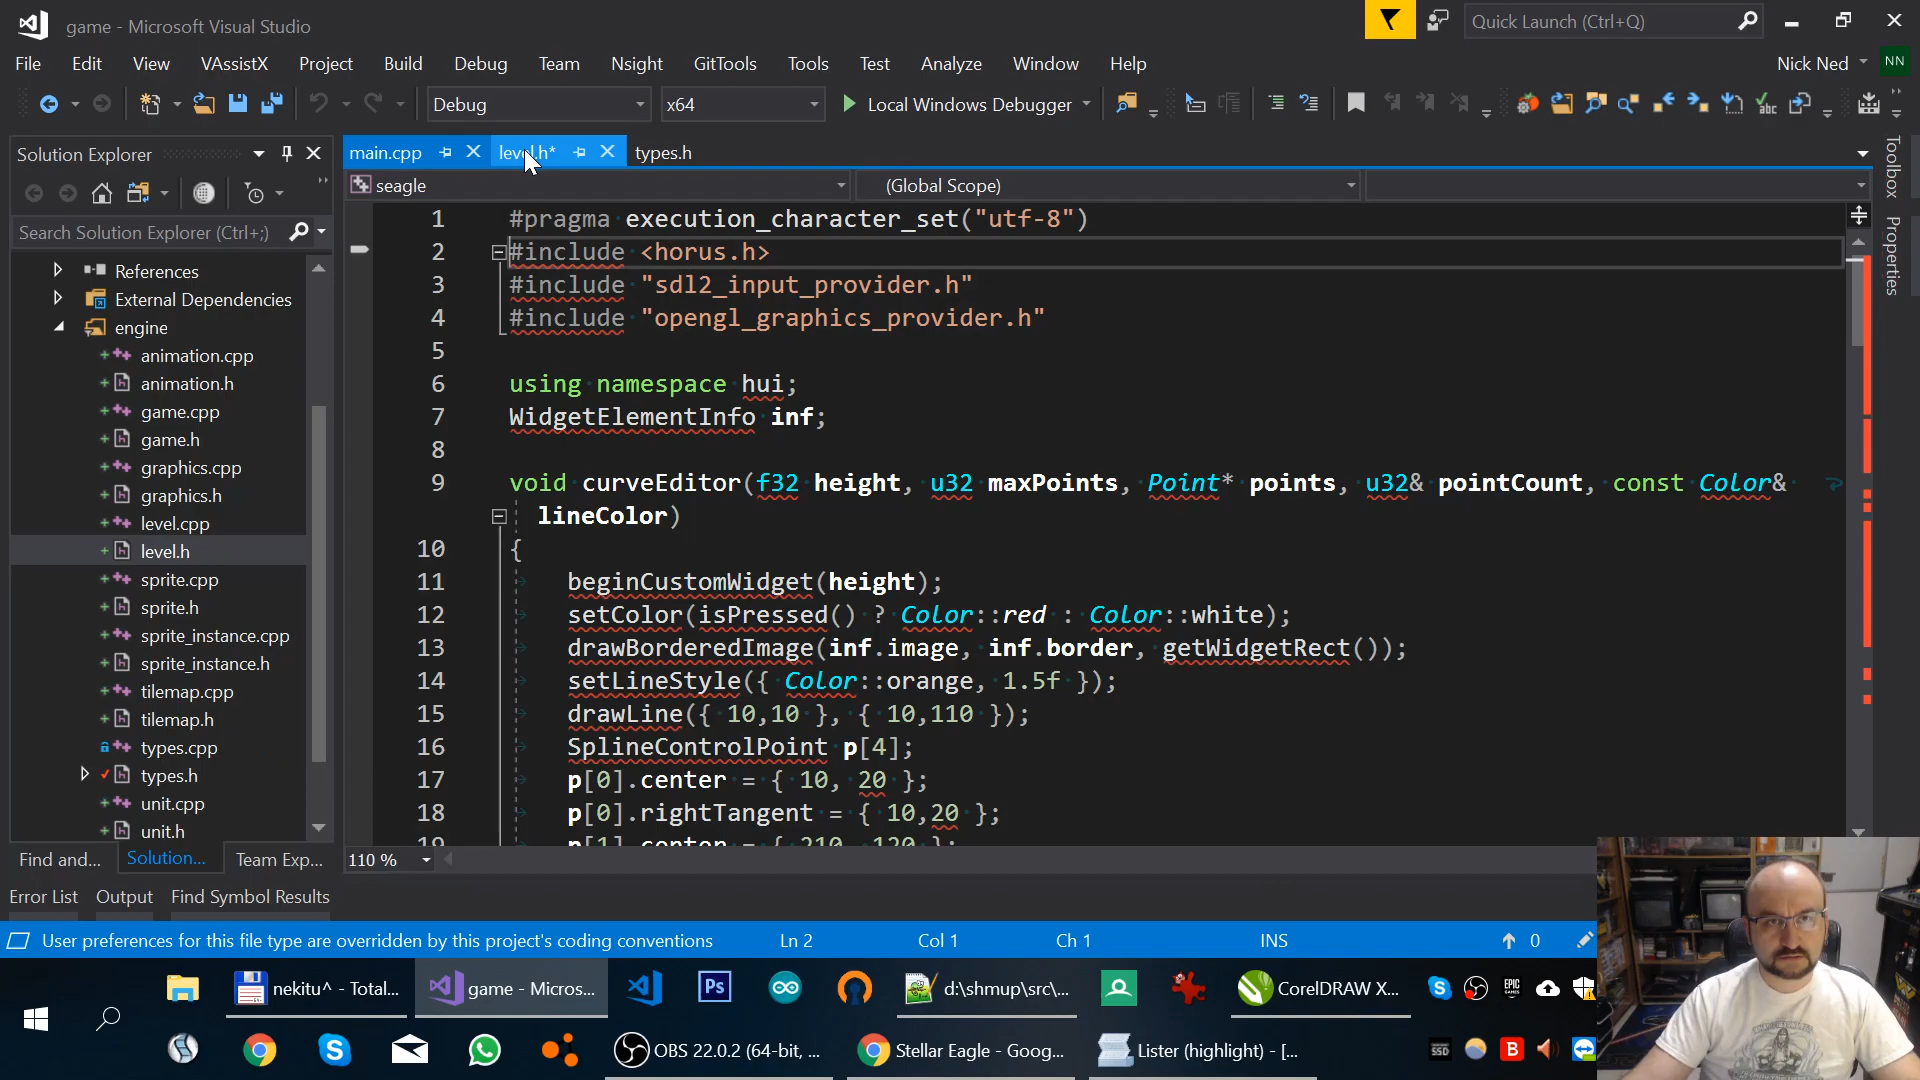 game - Microsoft Visual Studio
Quick Launch (Ctrl+Q)
File Edit View VAssistX Project Build Debug Team Nsight GitTools Tools Test Analyze Window Help
Nick Ned NN
Debug x64 Local Windows Debugger
Solution Explorer
main.cpp level.h* types.h
seagle (Global Scope)
Search Solution Explorer (Ctrl+;)
References
External Dependencies
engine
animation.cpp
animation.h
game.cpp
game.h
graphics.cpp
graphics.h
level.cpp
level.h
sprite.cpp
sprite.h
sprite_instance.cpp
sprite_instance.h
tilemap.cpp
tilemap.h
types.cpp
types.h
unit.cpp
unit.h
1 #pragma execution_character_set("utf-8")
2 #include <horus.h>
3 #include "sdl2_input_provider.h"
4 #include "opengl_graphics_provider.h"
5
6 using namespace hui;
7 WidgetElementInfo inf;
8
9 void curveEditor(f32 height, u32 maxPoints, Point* points, u32& pointCount, const Color&
lineColor)
10 {
11 beginCustomWidget(height);
12 setColor(isPressed() ? Color::red : Color::white);
13 drawBorderedImage(inf.image, inf.border, getWidgetRect());
14 setLineStyle({ Color::orange, 1.5f });
15 drawLine({ 10,10 }, { 10,110 });
16 SplineControlPoint p[4];
17 p[0].center = { 10, 20 };
18 p[0].rightTangent = { 10,20 };
19 p[1].center = { 210, 120 };
Toolbox
Properties
110 %
Find and... Solution... Team Exp...
Error List Output Find Symbol Results
User preferences for this file type are overridden by this project's coding conventions
Ln 2 Col 1 Ch 1 INS 0
nekitu^ - Total... game - Micros... Ps d:\shmup\src\... CorelDRAW X... EPIC GAMES
OBS 22.0.2 (64-bit, ... Stellar Eagle - Goog... Lister (highlight) - [... SSD B